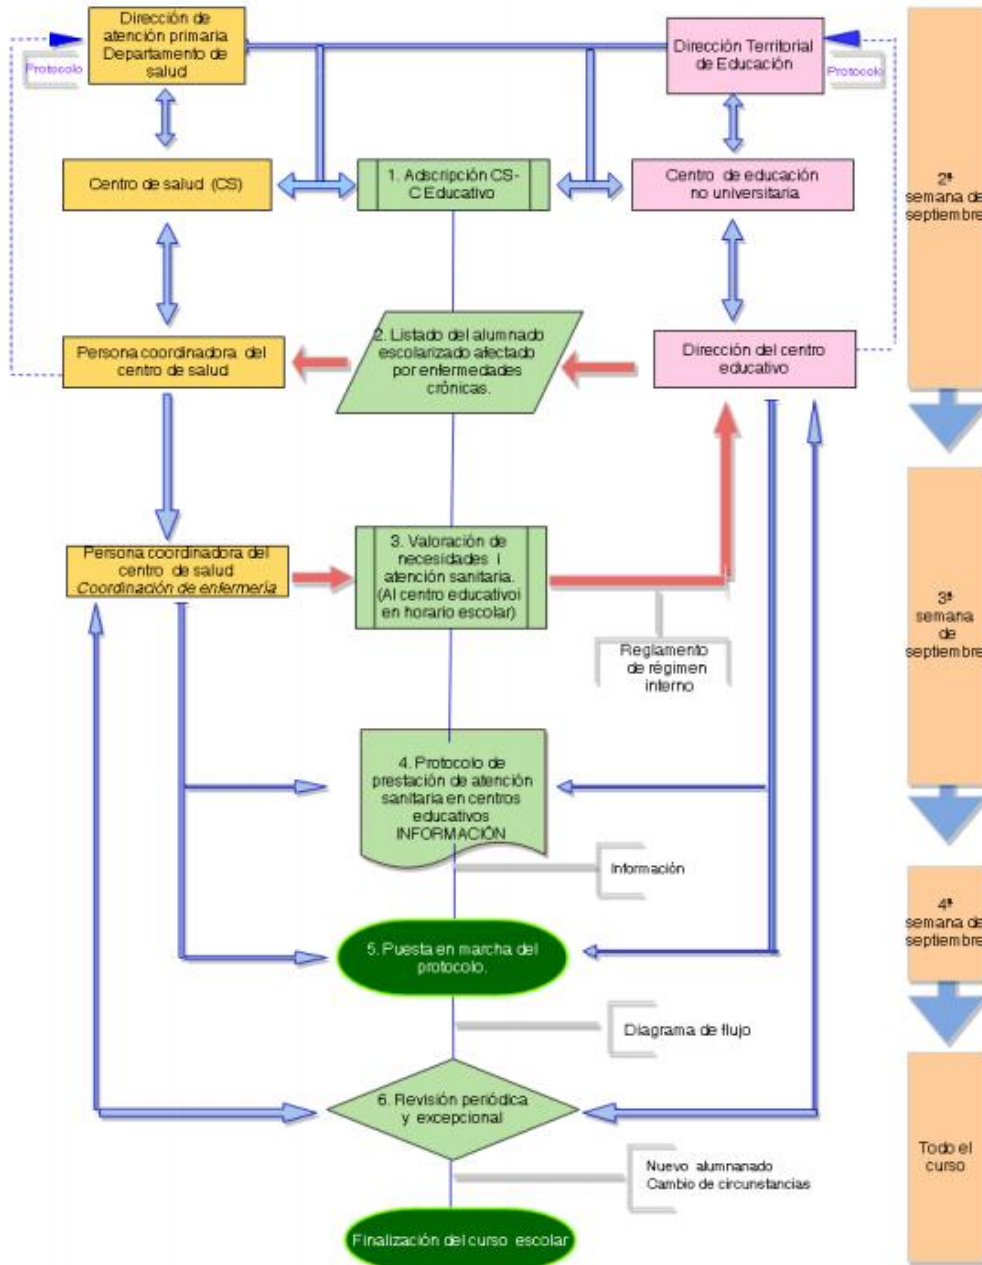 Dirección de
atención primaria
Departamento de
salud
Dirección Territorial
de Educación
Protocolo
Protocolo
Centro de salud (CS)
1. Adscripción CS-
C Educativo
Centro de educación
no universitaria
2ª
semana de
septiembre
Persona coordinadora del
centro de salud
2. Listado del alumnado
escolarizado afectado
por enfermedades
crónicas.
Dirección del centro
educativo
Persona coordinadora del
centro de salud
Coordinación de enfermería
3. Valoración de
necesidades i
atención sanitaria.
(Al centro educativoi
en horario escolar)
Reglamento
de régimen
interno
3ª
semana
de
septiembre
4. Protocolo de
prestación de atención
sanitaria en centros
educativos
INFORMACIÓN
Información
4ª
semana de
septiembre
5. Puesta en marcha del
protocolo.
Diagrama de flujo
6. Revisión periódica
y excepcional
Nuevo alumnanado
Cambio de circunstancias
Todo el
curso
Finalización del curso escolar